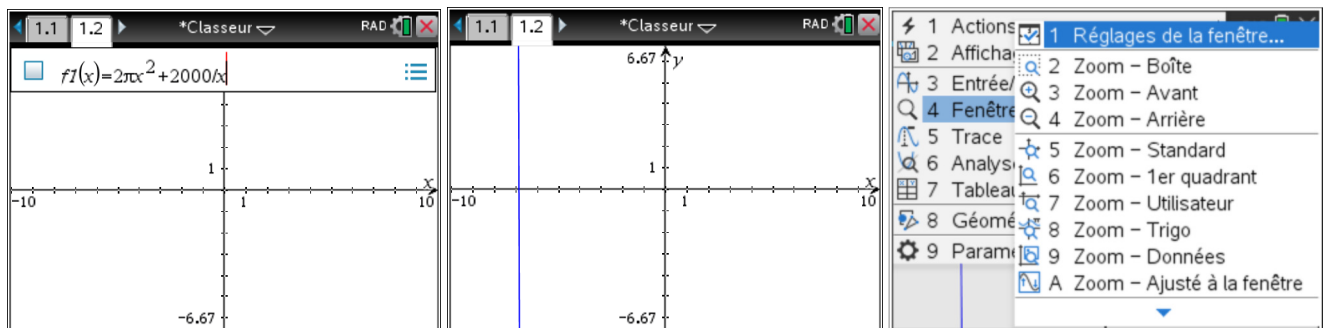 1.1 1.2 *Classeur RAD
f1(x)=2πx²+2000/x
1
x
-10 1 10
-6.67
1.1 1.2 *Classeur RAD
6.67 y
1
x
-10 1 10
-6.67
1 Actions
2 Afficha
3 Entrée/
4 Fenêtre
5 Trace
6 Analys
7 Tableau
8 Géomé
9 Param
1 Réglages de la fenêtre...
2 Zoom – Boîte
3 Zoom – Avant
4 Zoom – Arrière
5 Zoom – Standard
6 Zoom – 1er quadrant
7 Zoom – Utilisateur
8 Zoom – Trigo
9 Zoom – Données
A Zoom – Ajusté à la fenêtre